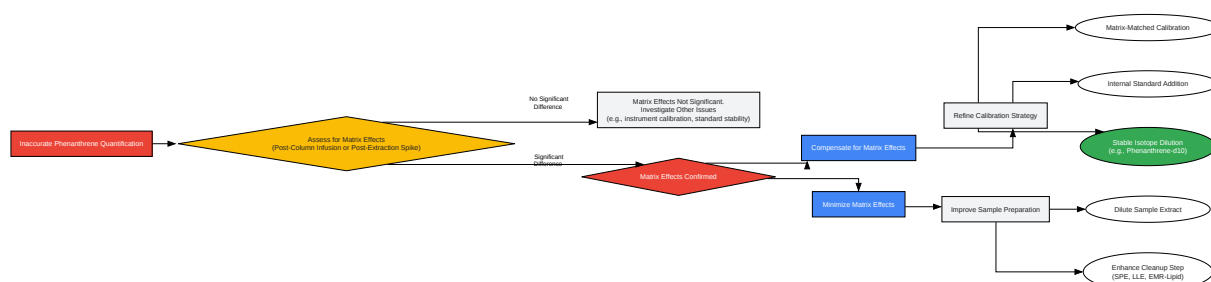 Inaccurate Phenanthrene Quantification
Assess for Matrix Effects
(Post-Column Infusion or Post-Extraction Spike)
No Significant
Difference
Significant
Difference
Matrix Effects Not Significant.
Investigate Other Issues
(e.g., instrument calibration, standard stability)
Matrix Effects Confirmed
Compensate for Matrix Effects
Minimize Matrix Effects
Refine Calibration Strategy
Improve Sample Preparation
Matrix-Matched Calibration
Internal Standard Addition
Stable Isotope Dilution
(e.g., Phenanthrene-d10)
Dilute Sample Extract
Enhance Cleanup Step
(SPE, LLE, EMR-Lipid)